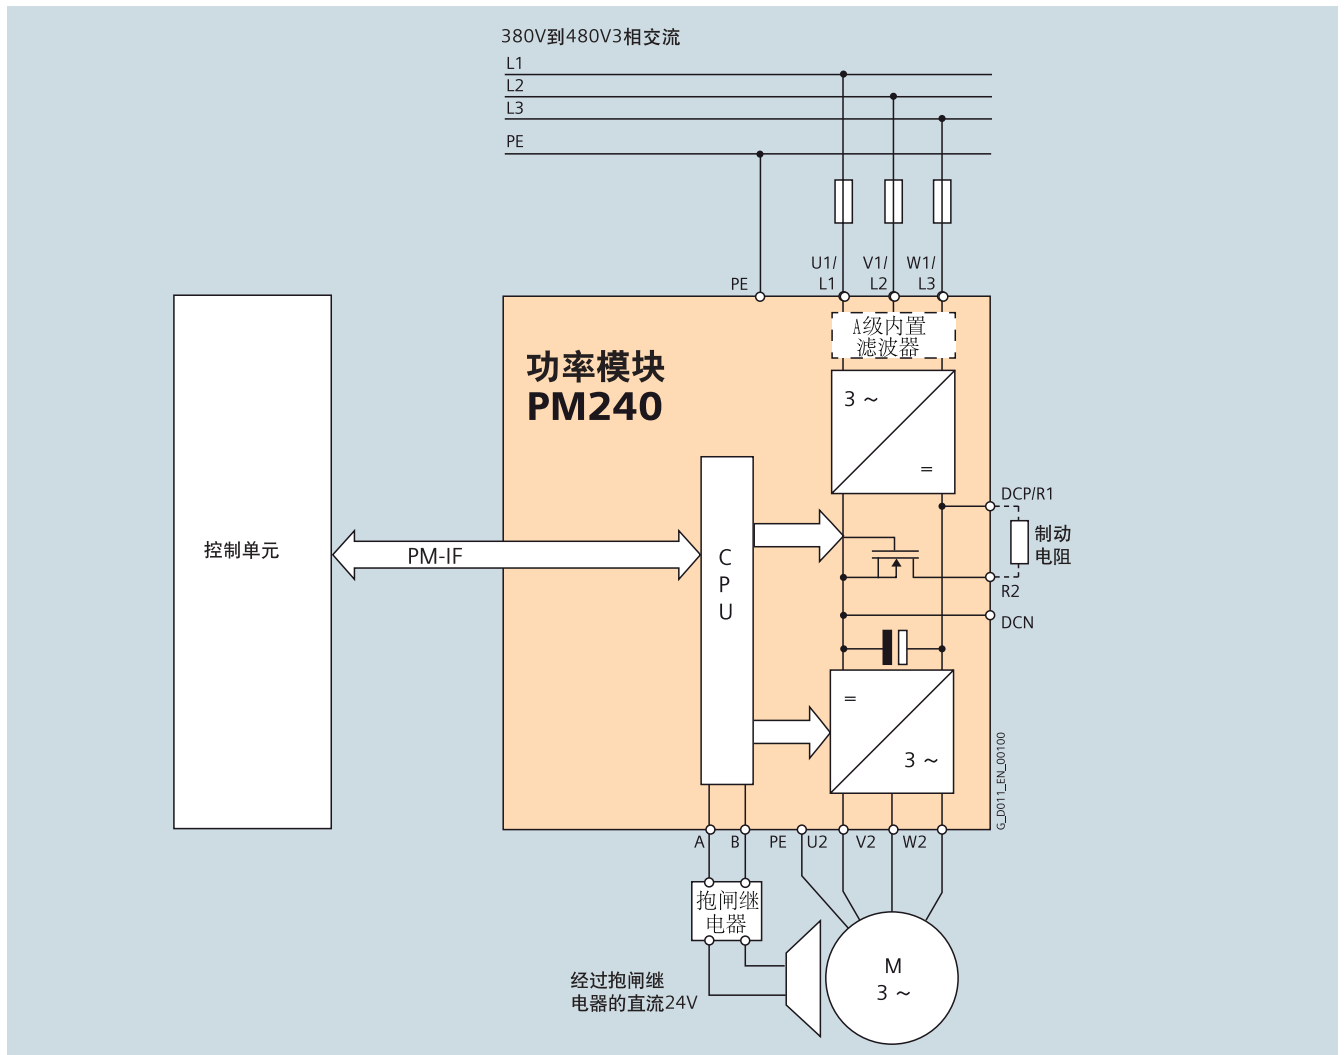 380V到480V3相交流
L1
L2
L3
PE
U1/ V1/ W1/
PE L1 L2 L3
A级内置
滤波器
功率模块
PM240
3 ~
=
DCP/R1
制动
电阻
控制单元
PM-IF
C
P
U
R2
DCN
=
3 ~
G_D011_EN_00100
A B PE U2 V2 W2
抱闸继
电器
M
3 ~
经过抱闸继
电器的直流24V